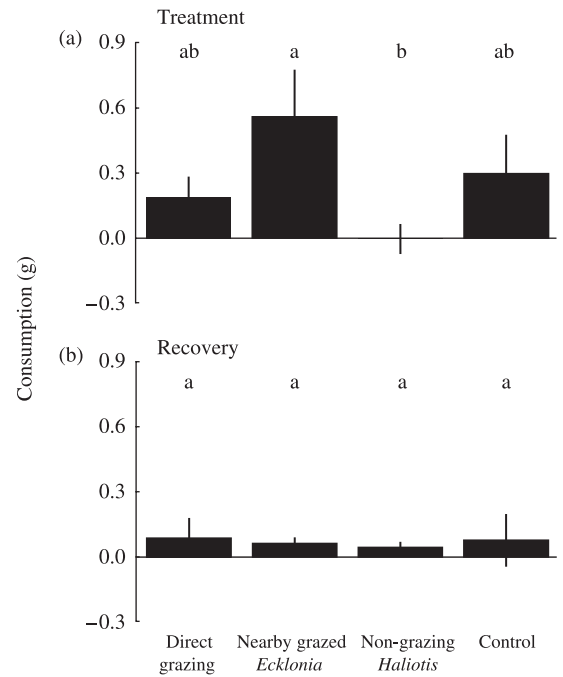 Treatment
(a)
0.9
ab a b ab
0.6
0.3
0.0
−0.3
Consumption (g)
Recovery
(b)
0.9
a a a a
0.6
0.3
0.0
−0.3
Direct Nearby grazed Non-grazing Control
grazing Ecklonia Haliotis